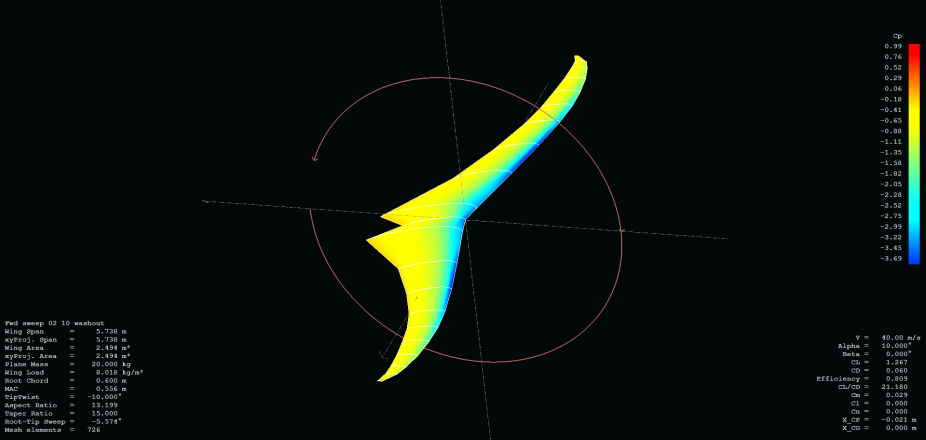 Cp
0.99
0.76
0.52
0.29
0.06
-0.18
-0.41
-0.65
-0.88
-1.11
-1.35
-1.58
-1.82
-2.05
-2.28
-2.52
-2.75
-2.99
-3.22
-3.45
-3.69
Fwd sweep 02 10 washout
Wing Span = 5.738 m
xyProj. Span = 5.738 m
Wing Area = 2.494 m²
xyProj. Area = 2.494 m²
Plane Mass = 20.000 kg
Wing Load = 8.018 kg/m²
Root Chord = 0.600 m
MAC = 0.556 m
TipTwist = -10.000°
Aspect Ratio = 13.199
Taper Ratio = 15.000
Root-Tip Sweep = -5.574°
Mesh elements = 726
V = 40.00 m/s
Alpha = 10.000°
Beta = 0.000°
CL = 1.267
CD = 0.060
Efficiency = 0.809
CL/CD = 21.180
Cm = 0.029
Cl = 0.000
Cn = 0.000
X_CP = -0.021 m
X_CG = 0.000 m